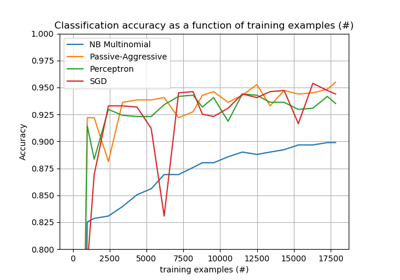 Classification accuracy as a function of training examples (#)
1.000
0.975
0.950
0.925
0.900
0.875
0.850
0.825
0.800
Accuracy
NB Multinomial
Passive-Aggressive
Perceptron
SGD
0 2500 5000 7500 10000 12500 15000 17500
training examples (#)